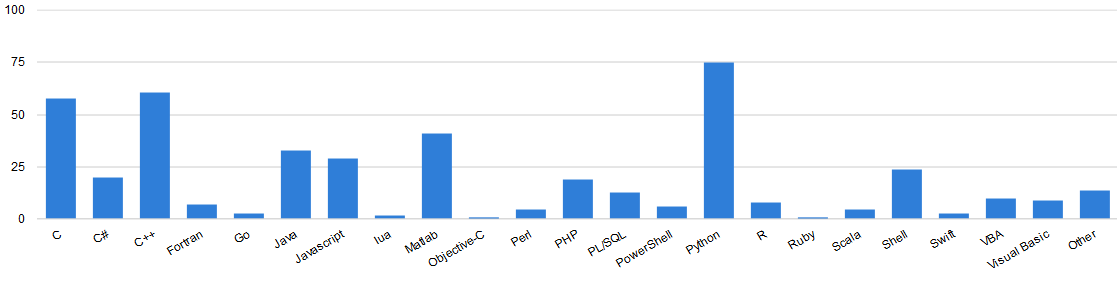 100
75
50
25
0
C
C#
C++
Fortran
Go
Java
Javascript
lua
Matlab
Objective-C
Perl
PHP
PL/SQL
PowerShell
Python
R
Ruby
Scala
Shell
Swift
VBA
Visual Basic
Other